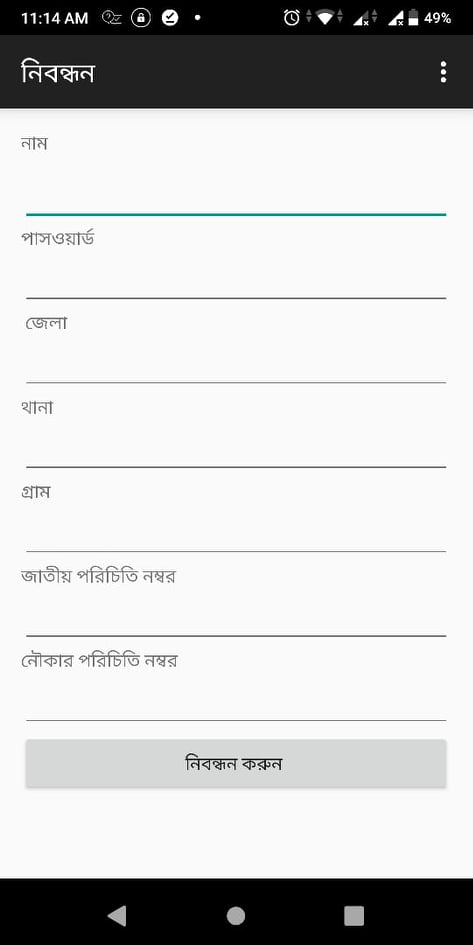 11:14 AM 49%
নিবন্ধন
নাম
পাসওয়ার্ড
জেলা
থানা
গ্রাম
জাতীয় পরিচিতি নম্বর
নৌকার পরিচিতি নম্বর
নিবন্ধন করুন